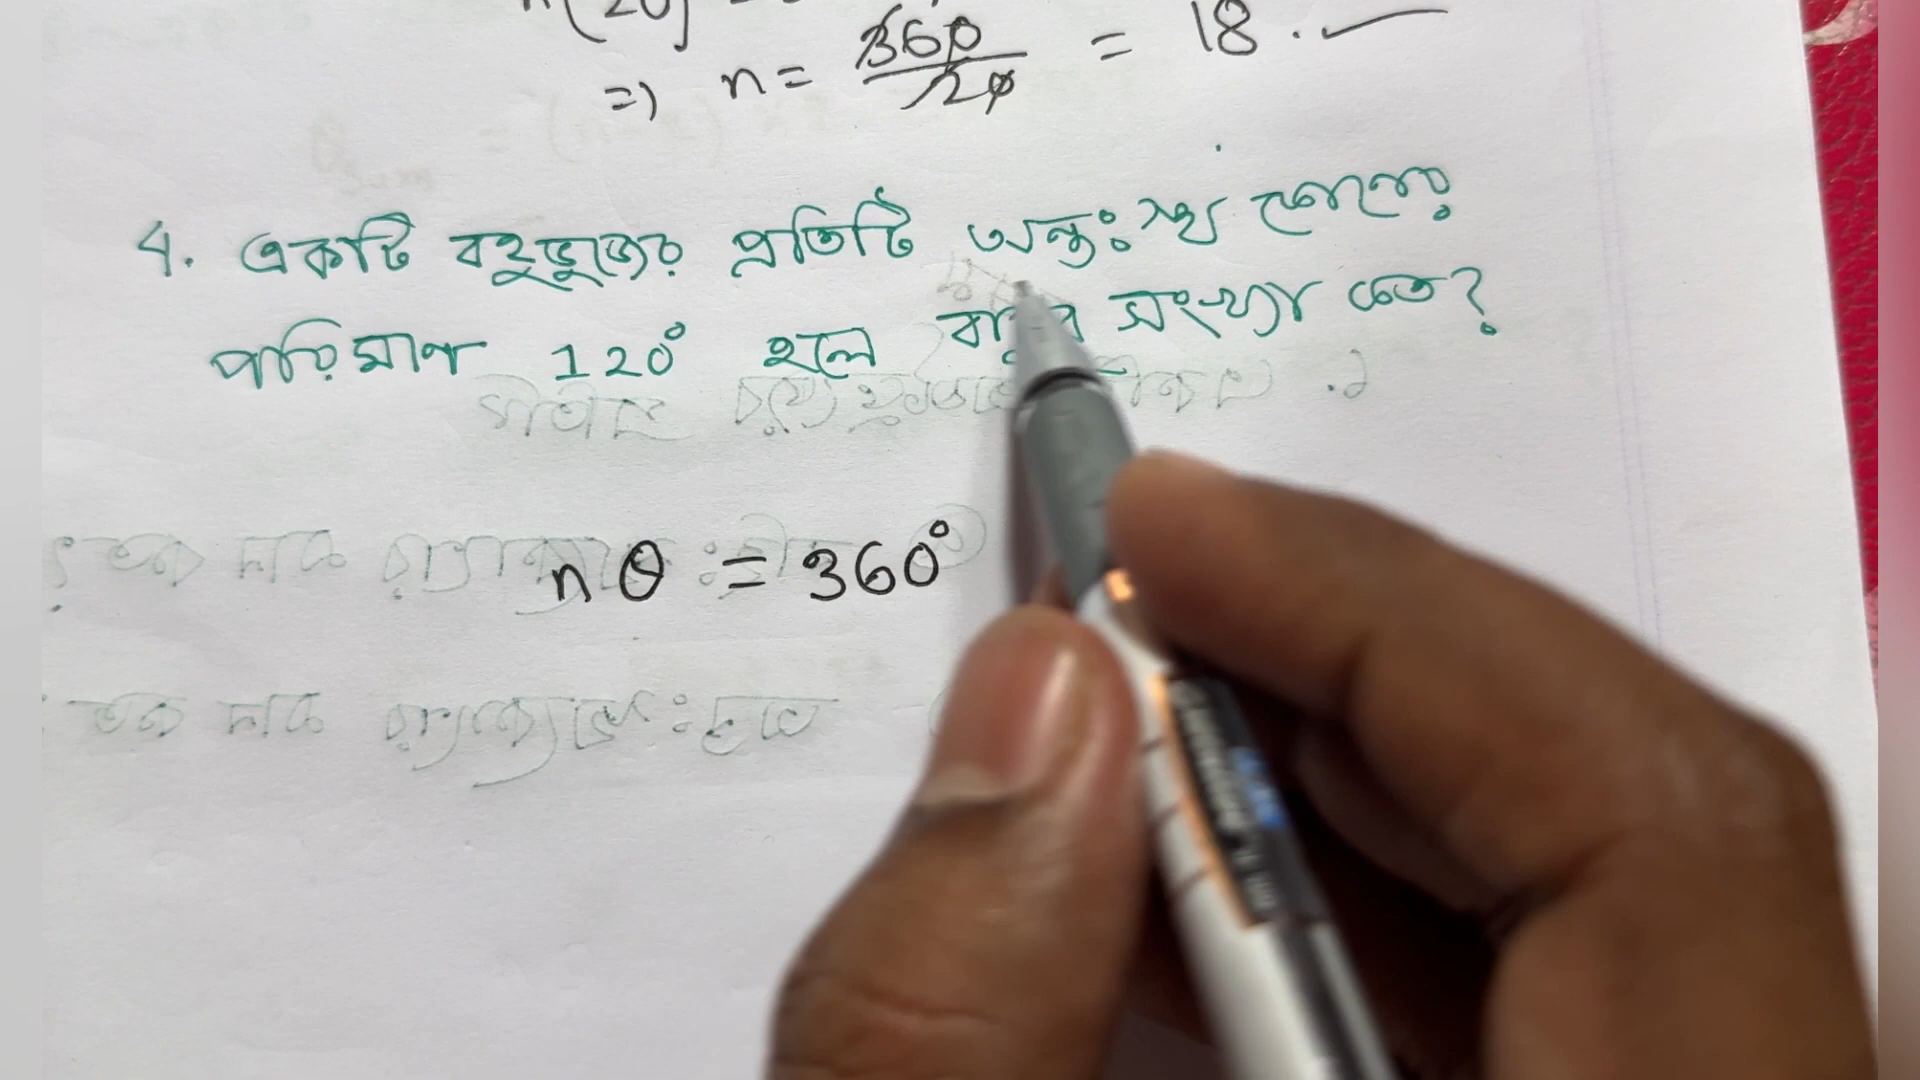 =) n = 360/20 = 18.
4. একটি বহুভুজের প্রতিটি অন্তঃস্থ কোণের
পরিমাণ 120° হলে বাহুর সংখ্যা কত?
nθ = 360°